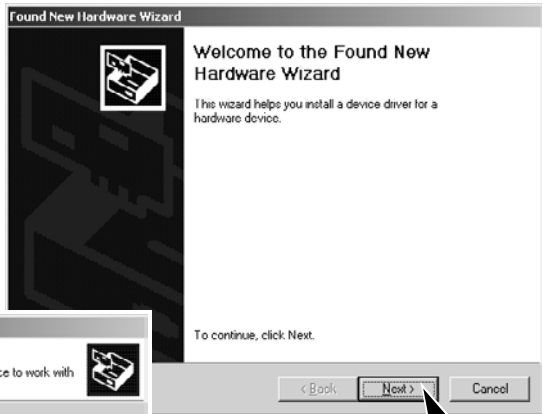 Found New Hardware Wizard
Welcome to the Found New
Hardware Wizard
This wizard helps you install a device driver for a
hardware device.
To continue, click Next.
ce to work with
< Back
Next >
Cancel